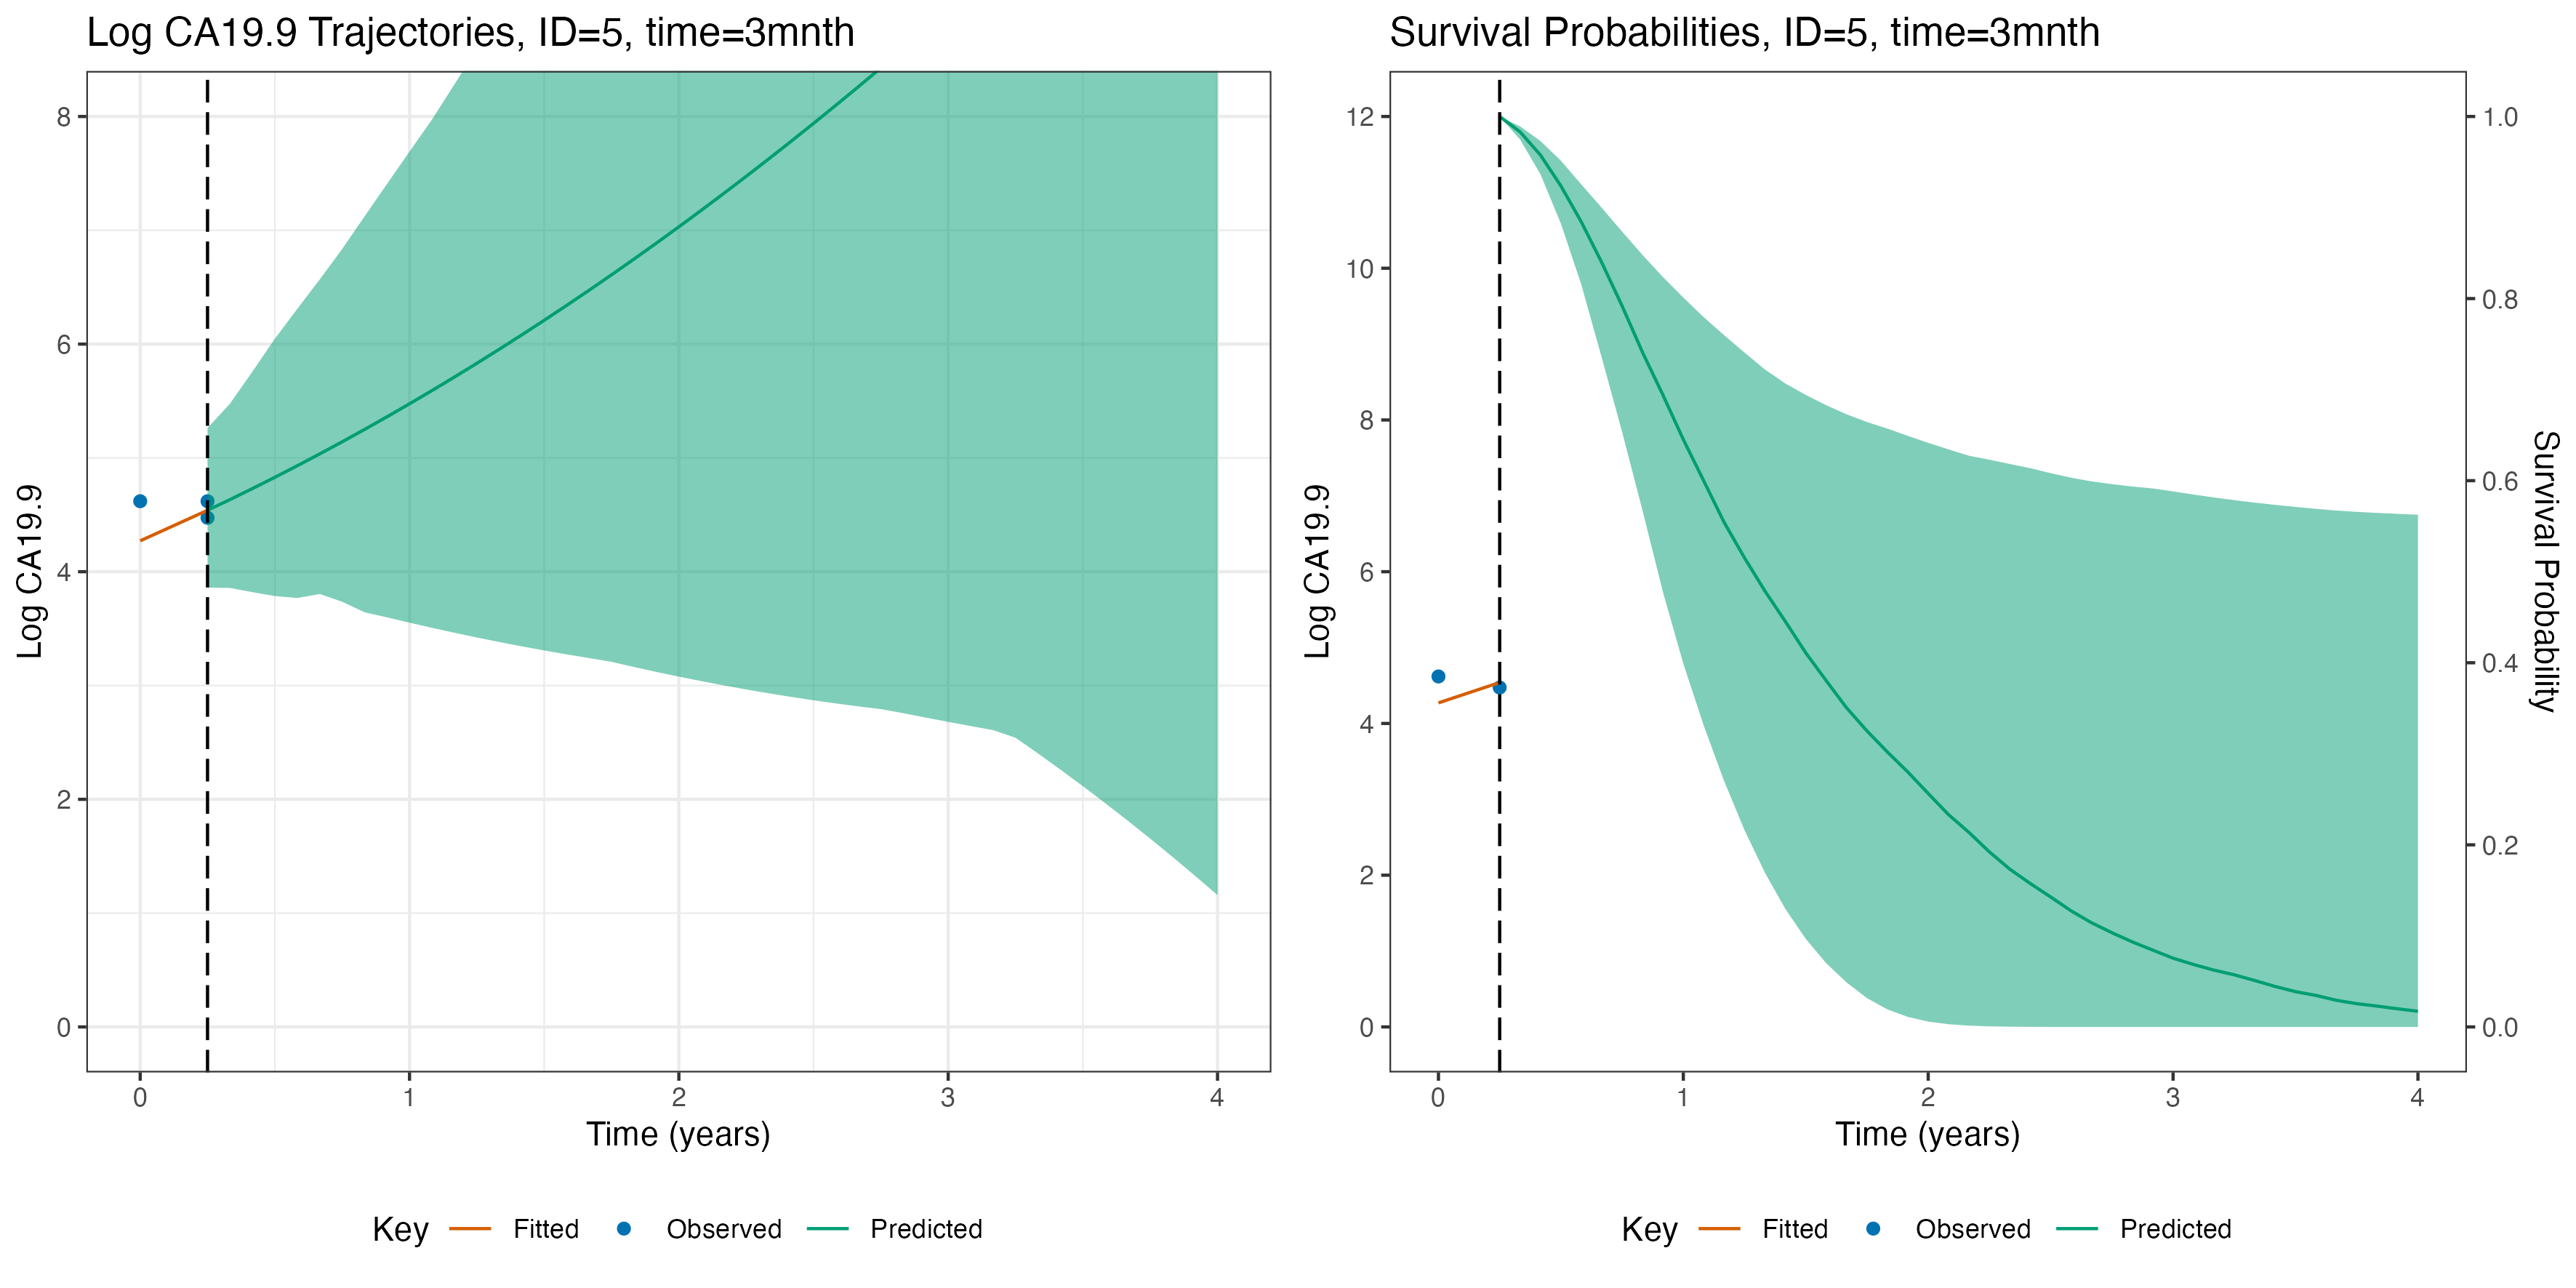 Log CA19.9 Trajectories, ID=5, time=3mnth
8
6
4
2
0
Log CA19.9
0 1 2 3 4
Time (years)
Key Fitted Observed Predicted
Survival Probabilities, ID=5, time=3mnth
12
10
8
6
4
2
0
Log CA19.9
1.0
0.8
0.6
0.4
0.2
0.0
Survival Probability
0 1 2 3 4
Time (years)
Key Fitted Observed Predicted